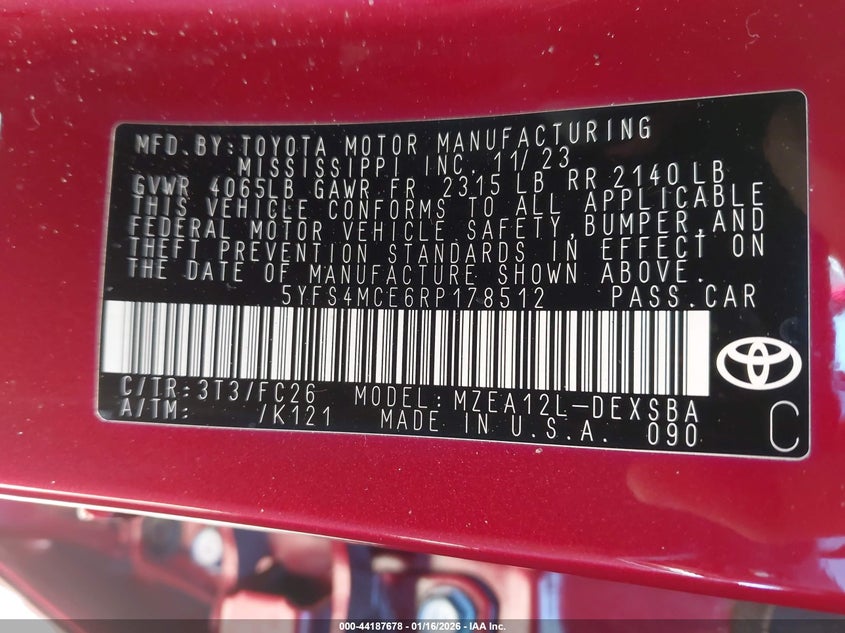 MFD.BY:TOYOTA MOTOR MANUFACTURING
MISSISSIPPI INC. 11/23
GVWR 4065LB GAWR FR 2315 LB RR 2140 LB
THIS VEHICLE CONFORMS TO ALL APPLICABLE
FEDERAL MOTOR VEHICLE SAFETY, BUMPER, AND
THEFT PREVENTION STANDARDS IN EFFECT ON
THE DATE OF MANUFACTURE SHOWN ABOVE.
5YFS4MCE6RP178512 PASS.CAR
C/TR:3T3/FC26 MODEL:MZEA12L-DEXSBA
A/TM: /K121 MADE IN U.S.A. 090
C
000-44187678 - 01/16/2026 - IAA Inc.